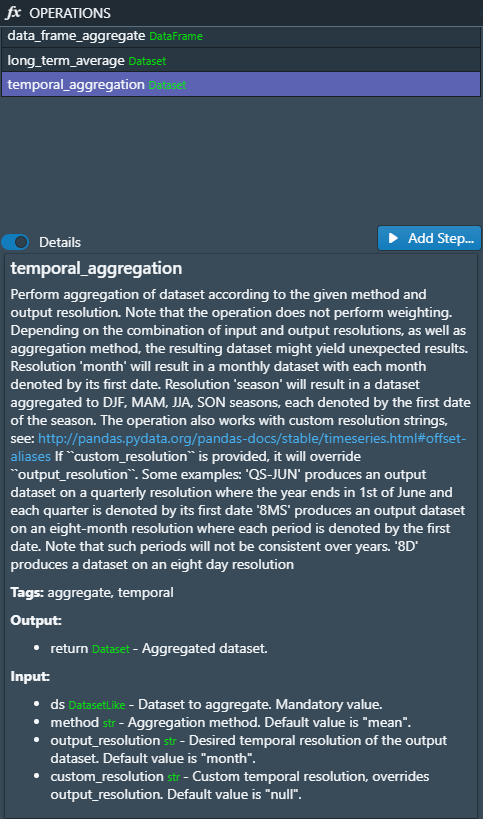 fx OPERATIONS
data_frame_aggregate DataFrame
long_term_average Dataset
temporal_aggregation Dataset
Details
Add Step...
temporal_aggregation
Perform aggregation of dataset according to the given method and
output resolution. Note that the operation does not perform weighting.
Depending on the combination of input and output resolutions, as well as
aggregation method, the resulting dataset might yield unexpected results.
Resolution 'month' will result in a monthly dataset with each month
denoted by its first date. Resolution 'season' will result in a dataset
aggregated to DJF, MAM, JJA, SON seasons, each denoted by the first date
of the season. The operation also works with custom resolution strings,
see: http://pandas.pydata.org/pandas-docs/stable/timeseries.html#offset-
aliases If ``custom_resolution`` is provided, it will override
``output_resolution``. Some examples: 'QS-JUN' produces an output
dataset on a quarterly resolution where the year ends in 1st of June and
each quarter is denoted by its first date '8MS' produces an output dataset
on an eight-month resolution where each period is denoted by the first
date. Note that such periods will not be consistent over years. '8D'
produces a dataset on an eight day resolution
Tags: aggregate, temporal
Output:
• return Dataset - Aggregated dataset.
Input:
• ds DatasetLike - Dataset to aggregate. Mandatory value.
• method str - Aggregation method. Default value is "mean".
• output_resolution str - Desired temporal resolution of the output
dataset. Default value is "month".
• custom_resolution str - Custom temporal resolution, overrides
output_resolution. Default value is "null".